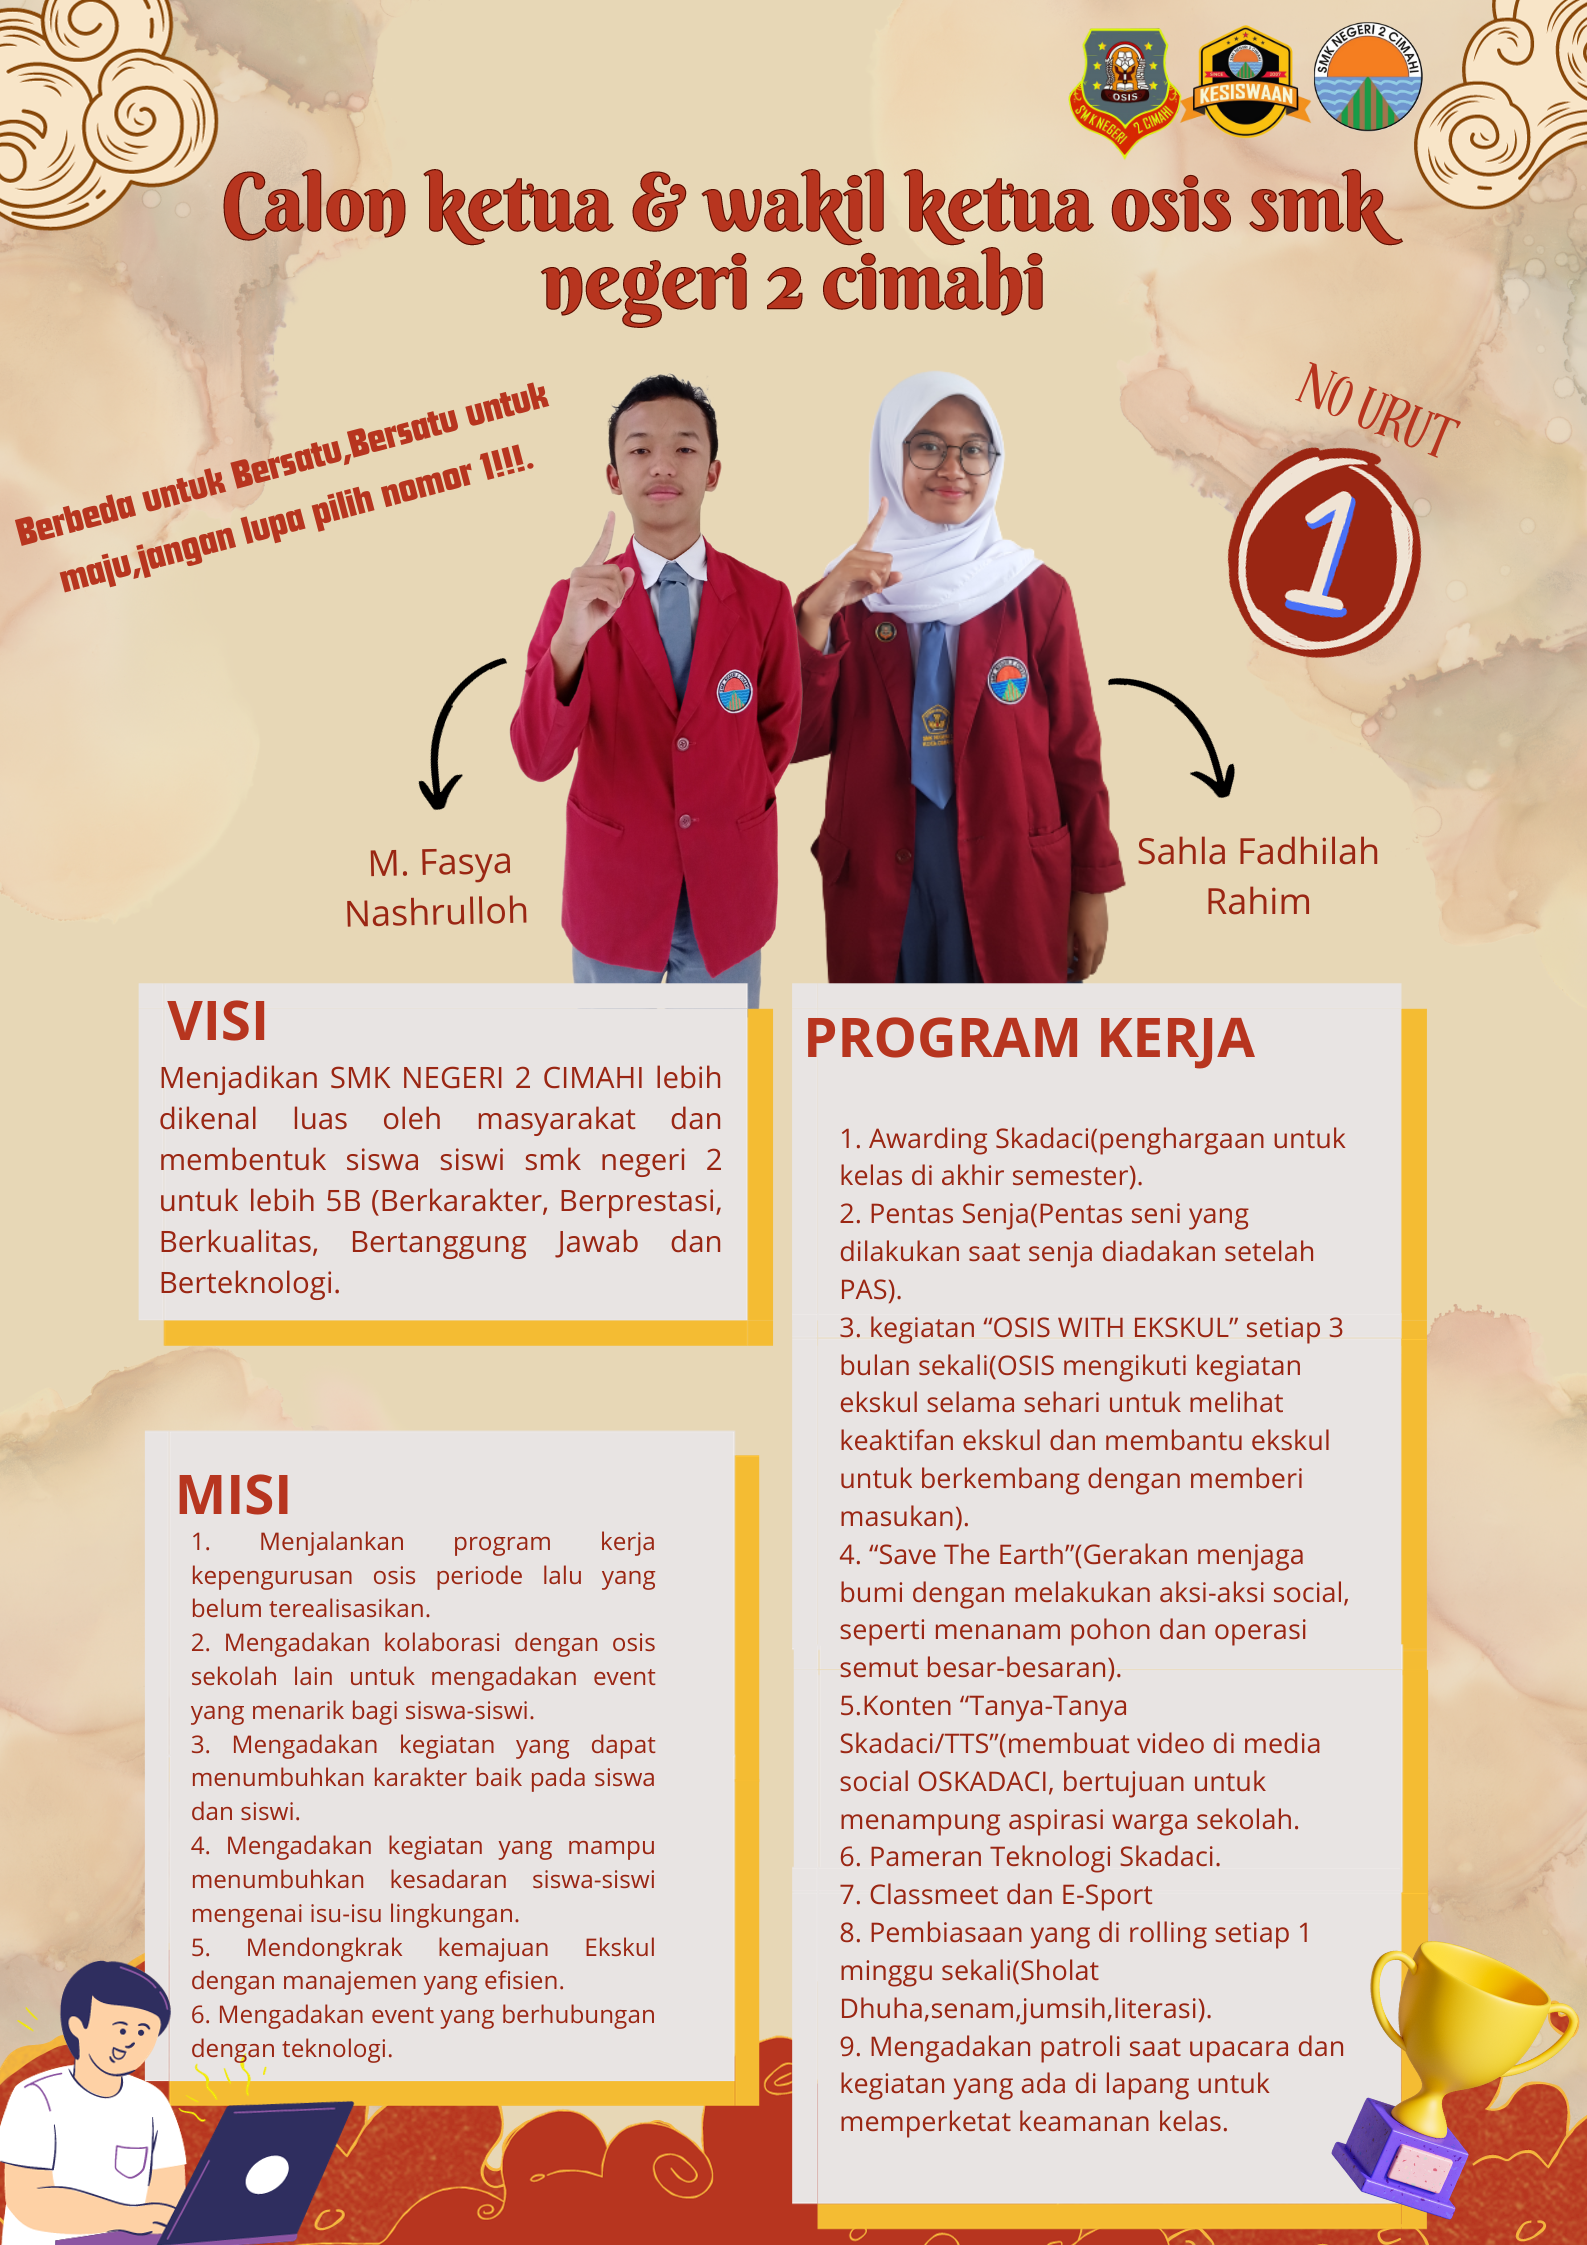 OSIS
SMK NEGERI 2 CIMAHI
KESISWAAN
SMK NEGERI 2 CIMAHI
Calon ketua & wakil ketua osis smk
negeri 2 cimahi
Berbeda untuk Bersatu,Bersatu untuk
maju,jangan lupa pilih nomor 1!!!.
NO URUT
1
M. Fasya
Nashrulloh
Sahla Fadhilah
Rahim
VISI
Menjadikan SMK NEGERI 2 CIMAHI lebih
dikenal luas oleh masyarakat dan
membentuk siswa siswi smk negeri 2
untuk lebih 5B (Berkarakter, Berprestasi,
Berkualitas, Bertanggung Jawab dan
Berteknologi.
MISI
1. Menjalankan program kerja
kepengurusan osis periode lalu yang
belum terealisasikan.
2. Mengadakan kolaborasi dengan osis
sekolah lain untuk mengadakan event
yang menarik bagi siswa-siswi.
3. Mengadakan kegiatan yang dapat
menumbuhkan karakter baik pada siswa
dan siswi.
4. Mengadakan kegiatan yang mampu
menumbuhkan kesadaran siswa-siswi
mengenai isu-isu lingkungan.
5. Mendongkrak kemajuan Ekskul
dengan manajemen yang efisien.
6. Mengadakan event yang berhubungan
dengan teknologi.
PROGRAM KERJA
1. Awarding Skadaci(penghargaan untuk
kelas di akhir semester).
2. Pentas Senja(Pentas seni yang
dilakukan saat senja diadakan setelah
PAS).
3. kegiatan “OSIS WITH EKSKUL” setiap 3
bulan sekali(OSIS mengikuti kegiatan
ekskul selama sehari untuk melihat
keaktifan ekskul dan membantu ekskul
untuk berkembang dengan memberi
masukan).
4. “Save The Earth”(Gerakan menjaga
bumi dengan melakukan aksi-aksi social,
seperti menanam pohon dan operasi
semut besar-besaran).
5.Konten “Tanya-Tanya
Skadaci/TTS”(membuat video di media
social OSKADACI, bertujuan untuk
menampung aspirasi warga sekolah.
6. Pameran Teknologi Skadaci.
7. Classmeet dan E-Sport
8. Pembiasaan yang di rolling setiap 1
minggu sekali(Sholat
Dhuha,senam,jumsih,literasi).
9. Mengadakan patroli saat upacara dan
kegiatan yang ada di lapang untuk
memperketat keamanan kelas.